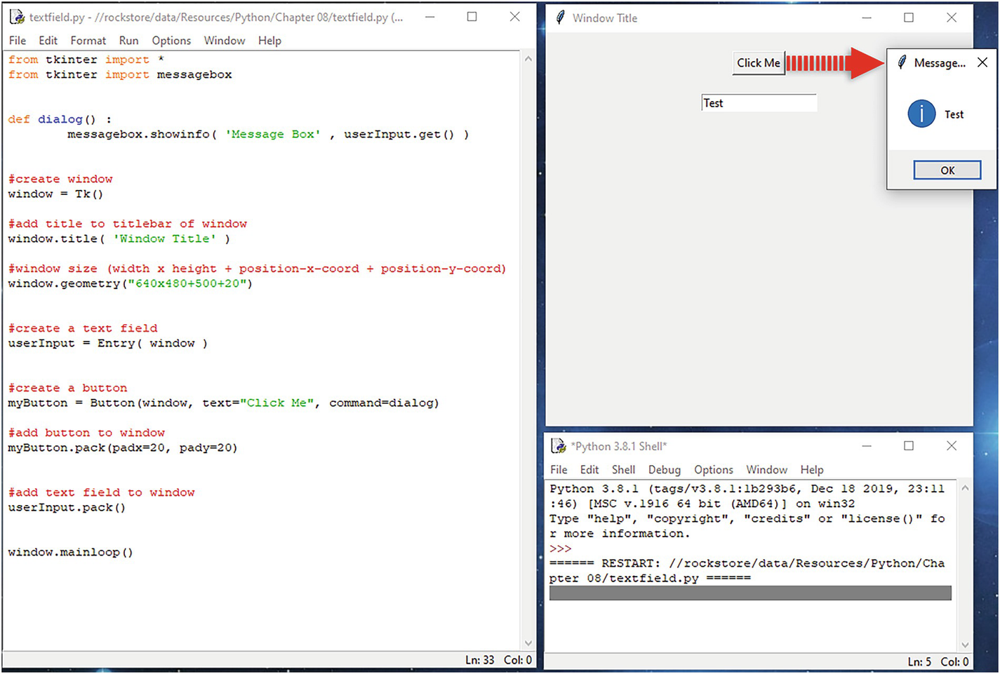 textfield.py - //rockstore/data/Resources/Python/Chapter 08/textfield.py (...
File Edit Format Run Options Window Help
from tkinter import *
from tkinter import messagebox
def dialog() :
        messagebox.showinfo( 'Message Box' , userInput.get() )
#create window
window = Tk()
#add title to titlebar of window
window.title( 'Window Title' )
#window size (width x height + position-x-coord + position-y-coord)
window.geometry("640x480+500+20")
#create a text field
userInput = Entry( window )
#create a button
myButton = Button(window, text="Click Me", command=dialog)
#add button to window
myButton.pack(padx=20, pady=20)
#add text field to window
userInput.pack()
window.mainloop()
Ln: 33 Col: 0
Window Title
Click Me
Test
Message...
i
Test
OK
*Python 3.8.1 Shell*
File Edit Shell Debug Options Window Help
Python 3.8.1 (tags/v3.8.1:1b293b6, Dec 18 2019, 23:11
:46) [MSC v.1916 64 bit (AMD64)] on win32
Type "help", "copyright", "credits" or "license()" fo
r more information.
>>>
====== RESTART: //rockstore/data/Resources/Python/Cha
pter 08/textfield.py ======
Ln: 5 Col: 0